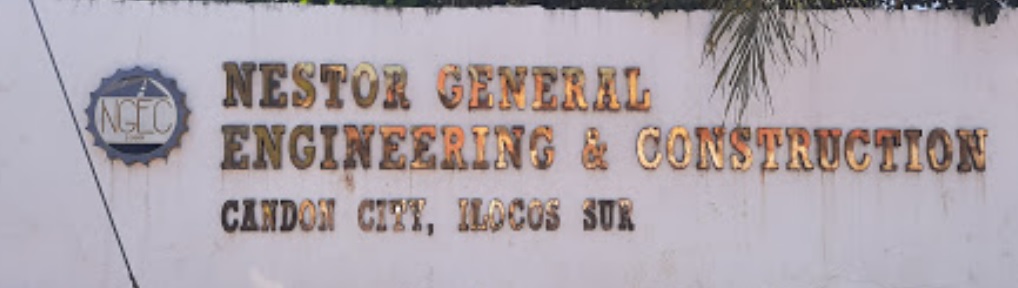 NGEC
NESTOR GENERAL
ENGINEERING & CONSTRUCTION
CANDON CITY, ILOCOS SUR